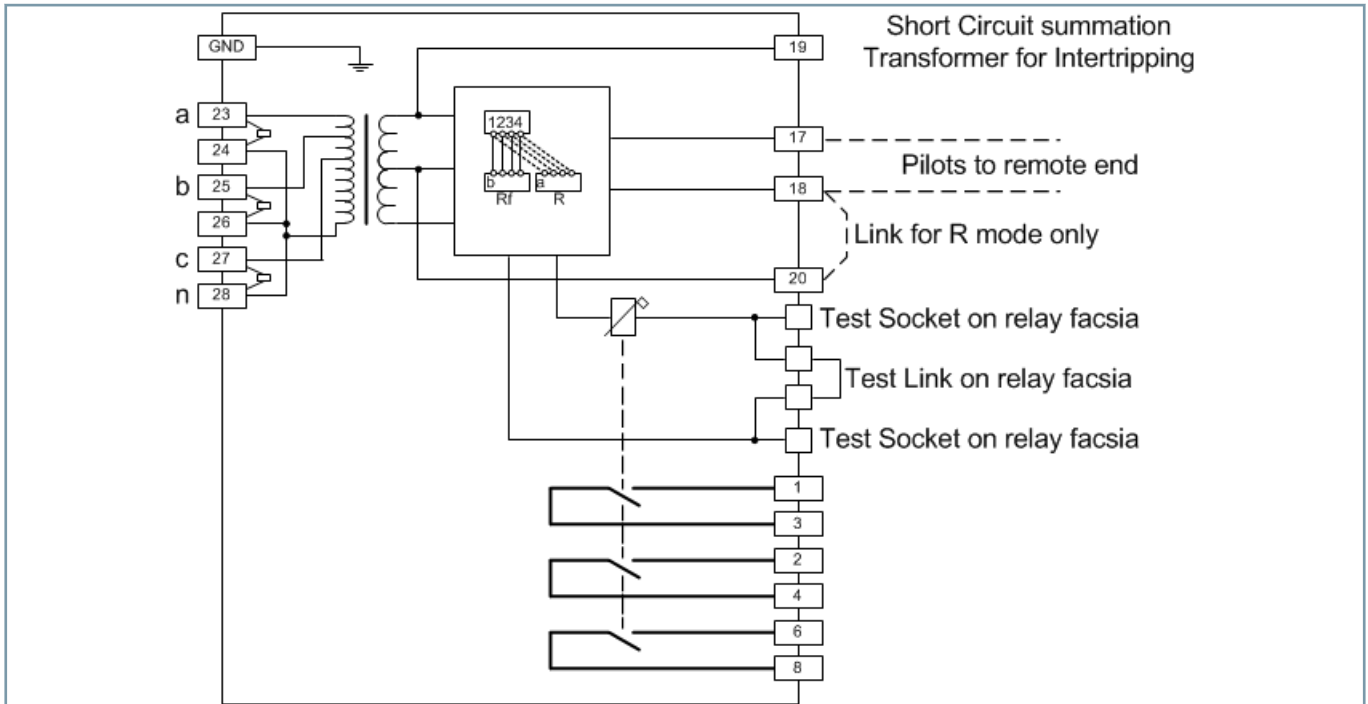 Short Circuit summation
Transformer for Intertripping
GND
19
a 23
24
b 25
26
c 27
n 28
1234
b
a
Rf
R
17
Pilots to remote end
18
Link for R mode only
20
Test Socket on relay facsia
Test Link on relay facsia
Test Socket on relay facsia
1
3
2
4
6
8